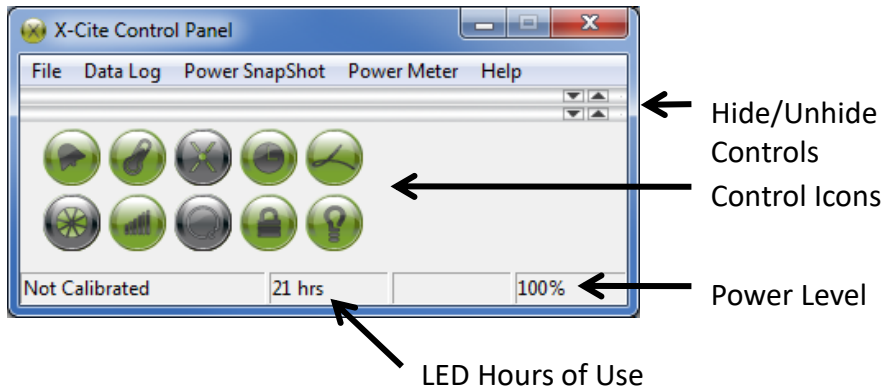 X-Cite Control Panel
File Data Log Power SnapShot Power Meter Help
Hide/Unhide
Controls
Control Icons
Not Calibrated 21 hrs 100%
Power Level
LED Hours of Use